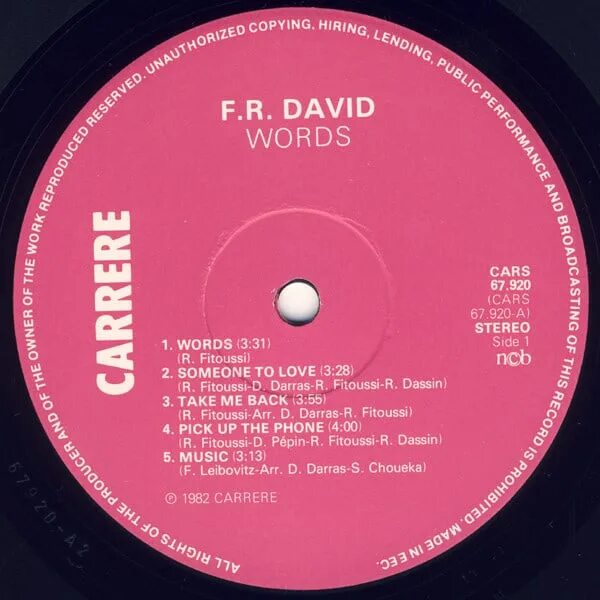 ALL RIGHTS OF THE PRODUCER AND OF THE OWNER OF THE WORK REPRODUCED RESERVED. UNAUTHORIZED COPYING, HIRING, LENDING, PUBLIC PERFORMANCE AND BROADCASTING OF THIS RECORD IS PROHIBITED. MADE IN EEC.
F.R. DAVID
WORDS
CARRERE
CARS
67.920
(CARS
67.920-A)
STEREO
Side 1
ncb
1. WORDS (3:31)
(R. Fitoussi)
2. SOMEONE TO LOVE (3:28)
(R. Fitoussi-D. Darras-R. Fitoussi-R. Dassin)
3. TAKE ME BACK (3:55)
(R. Fitoussi-Arr. D. Darras-R. Fitoussi)
4. PICK UP THE PHONE (4:00)
(R. Fitoussi-D. Pépin-R. Fitoussi-R. Dassin)
5. MUSIC (3:13)
(F. Leibovitz-Arr. D. Darras-S. Choueka)
℗ 1982 CARRERE
67920-A2